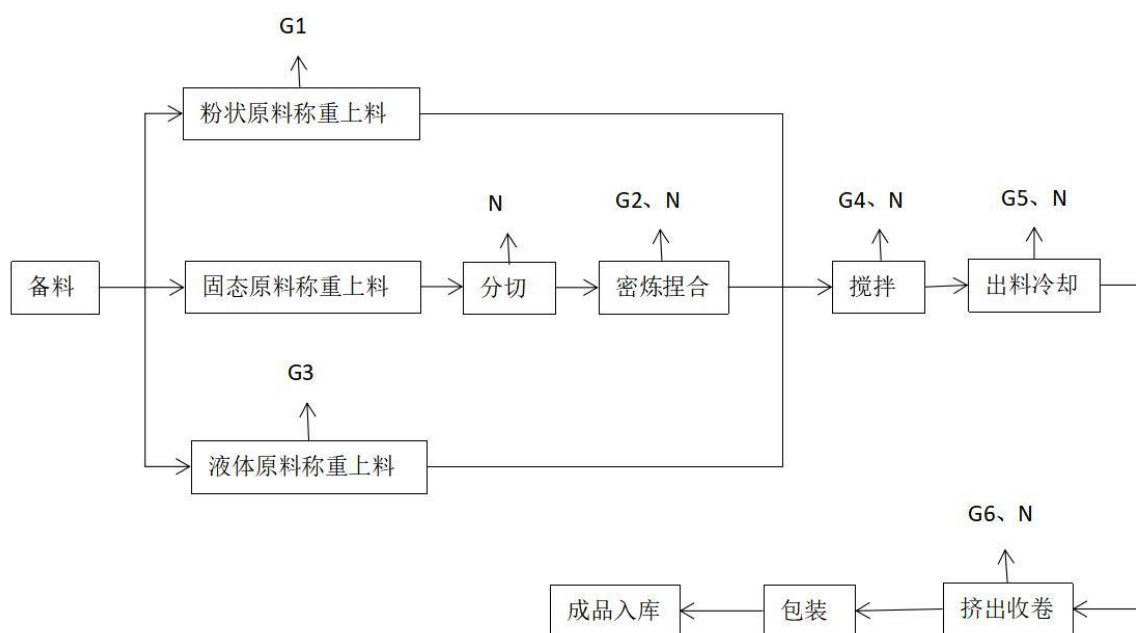 G1
粉状原料称重上料
N
G2、N
G4、N
G5、N
备料
固态原料称重上料
分切
密炼捏合
搅拌
出料冷却
G3
液体原料称重上料
G6、N
成品入库
包装
挤出收卷